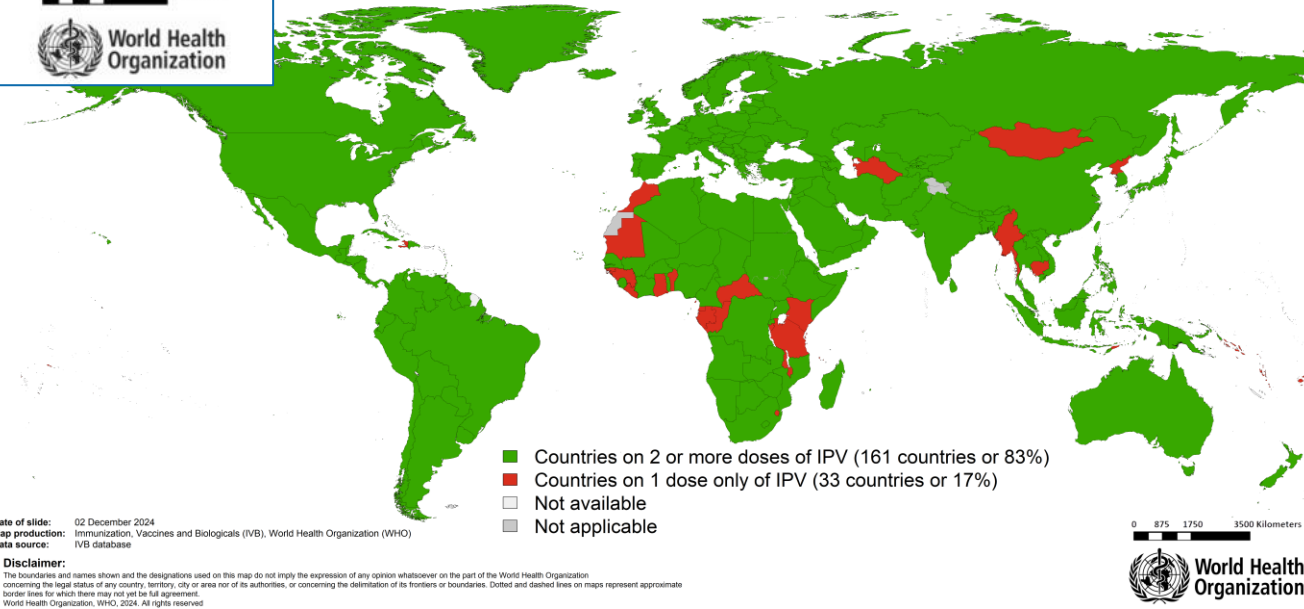 World Health
Organization
Countries on 2 or more doses of IPV (161 countries or 83%)
Countries on 1 dose only of IPV (33 countries or 17%)
Not available
Not applicable
ate of slide: 02 December 2024
ap production: Immunization, Vaccines and Biologicals (IVB), World Health Organization (WHO)
ata source: IVB database
Disclaimer:
The boundaries and names shown and the designations used on this map do not imply the expression of any opinion whatsoever on the part of the World Health Organization
concerning the legal status of any country, territory, city or area nor of its authorities, or concerning the delimitation of its frontiers or boundaries. Dotted and dashed lines on maps represent approximate
border lines for which there may not yet be full agreement.
World Health Organization, WHO, 2024. All rights reserved
0 875 1750 3500 Kilometers
World Health
Organization